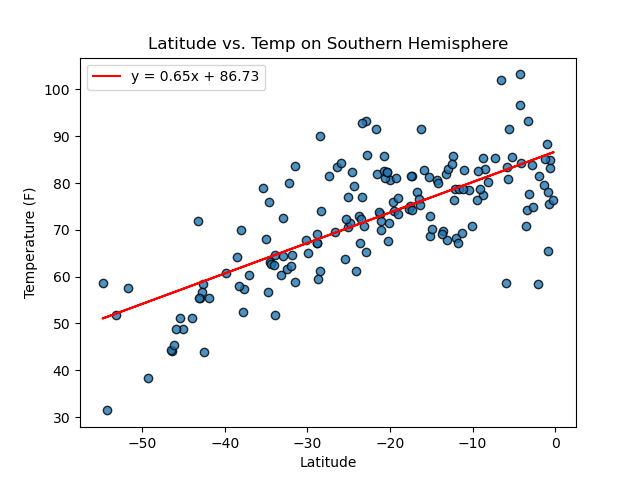 Latitude vs. Temp on Southern Hemisphere
y = 0.65x + 86.73
100
90
80
70
60
50
40
30
Temperature (F)
−50 −40 −30 −20 −10 0
Latitude